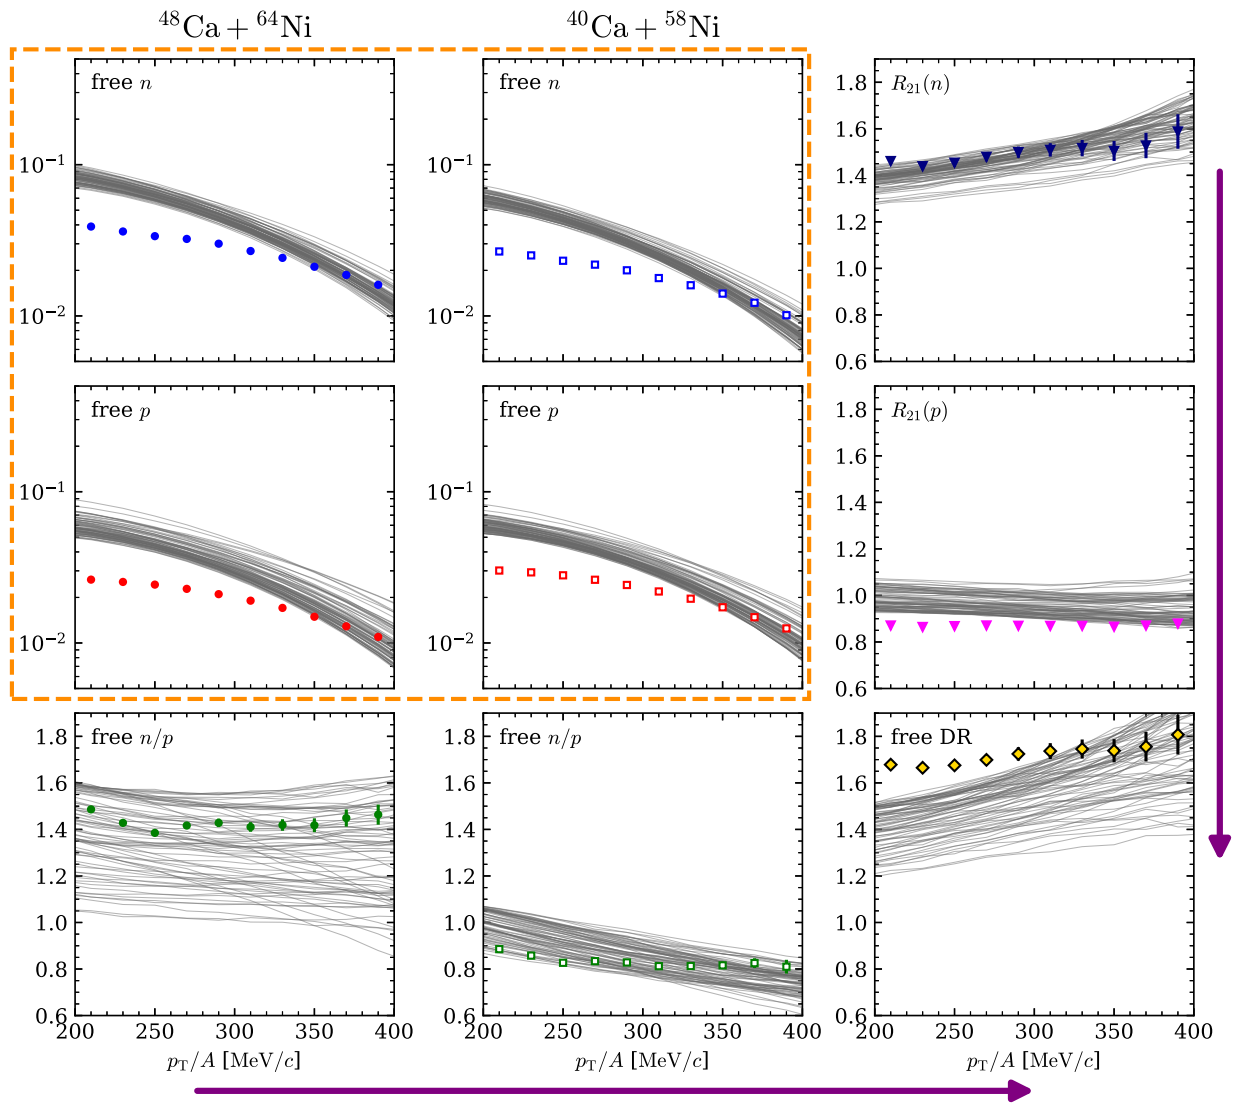 ⁴⁸Ca + ⁶⁴Ni
⁴⁰Ca + ⁵⁸Ni
free n
10⁻¹
10⁻²
free n
10⁻¹
10⁻²
R₂₁(n)
1.8
1.6
1.4
1.2
1.0
0.8
0.6
free p
10⁻¹
10⁻²
free p
10⁻¹
10⁻²
R₂₁(p)
1.8
1.6
1.4
1.2
1.0
0.8
0.6
free n/p
1.8
1.6
1.4
1.2
1.0
0.8
0.6
200 250 300 350 400
p_T/A [MeV/c]
free n/p
1.8
1.6
1.4
1.2
1.0
0.8
0.6
200 250 300 350 400
p_T/A [MeV/c]
free DR
1.8
1.6
1.4
1.2
1.0
0.8
0.6
200 250 300 350 400
p_T/A [MeV/c]